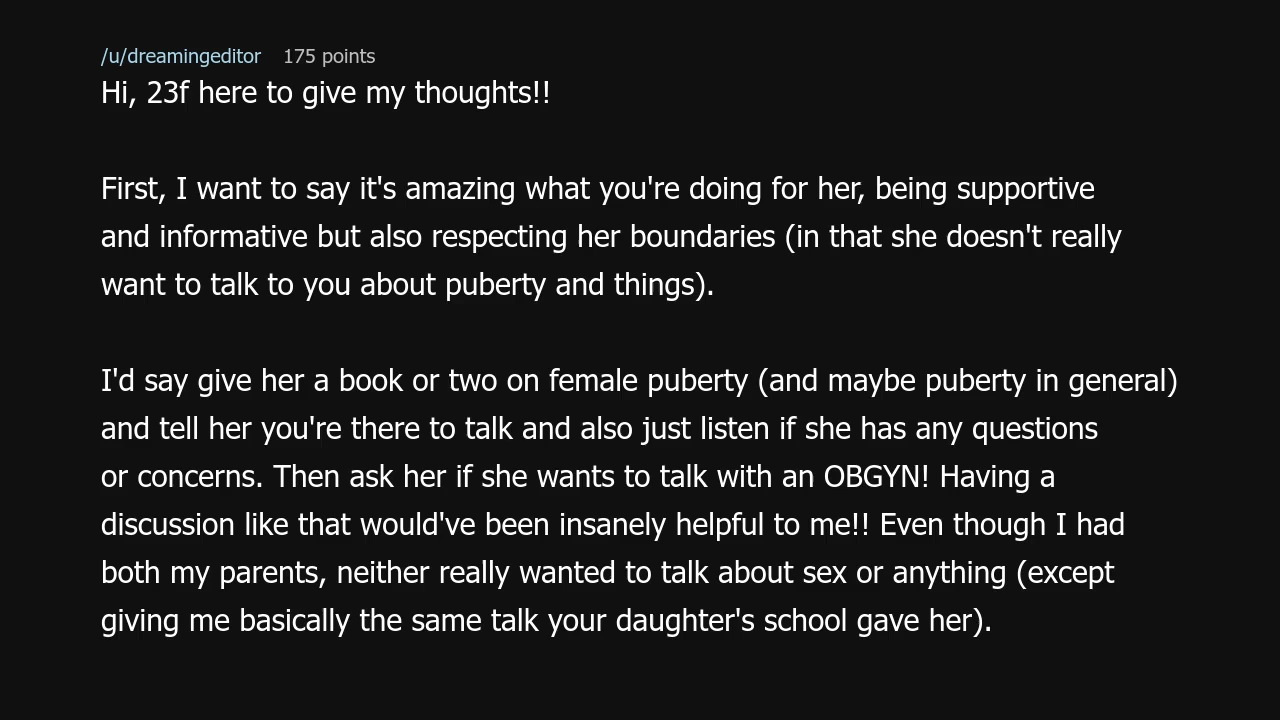 /u/dreamingeditor 175 points
Hi, 23f here to give my thoughts!!
First, I want to say it's amazing what you're doing for her, being supportive
and informative but also respecting her boundaries (in that she doesn't really
want to talk to you about puberty and things).
I'd say give her a book or two on female puberty (and maybe puberty in general)
and tell her you're there to talk and also just listen if she has any questions
or concerns. Then ask her if she wants to talk with an OBGYN! Having a
discussion like that would've been insanely helpful to me!! Even though I had
both my parents, neither really wanted to talk about sex or anything (except
giving me basically the same talk your daughter's school gave her).